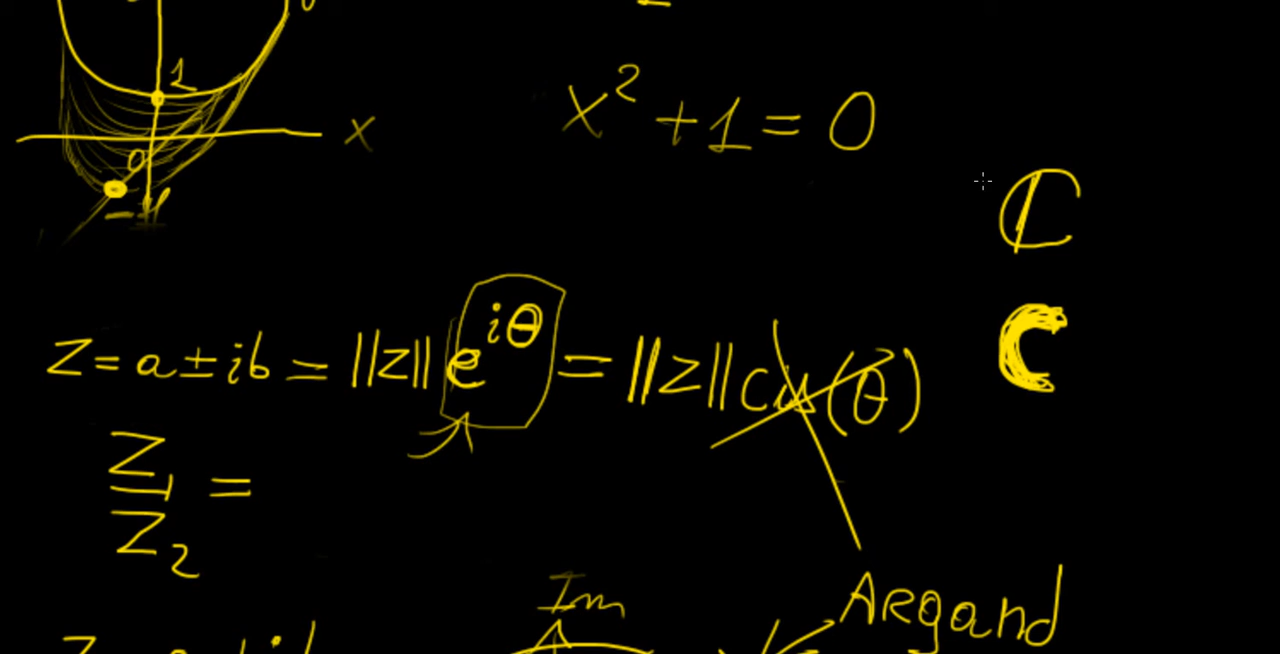 1
x
0
-1
x² + 1 = 0
ℂ
C
Z = a ± ib = ||Z|| e^{iθ} = ||Z|| cis(θ)
Z₁/Z₂ =
Im
Argand